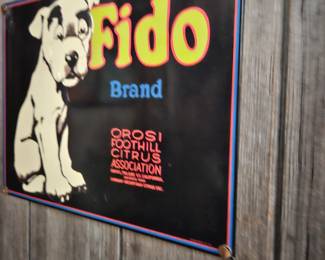 Fido
Brand
OROSI
FOOTHILL
CITRUS
ASSOCIATION